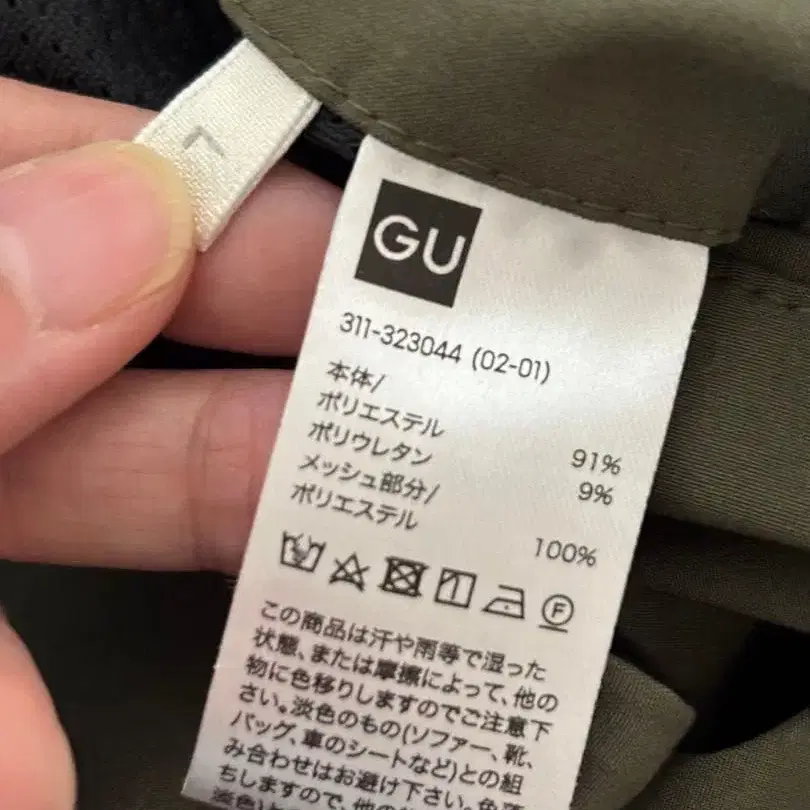 L
GU
311-323044 (02-01)
本体/
ポリエステル 91%
ポリウレタン 9%
メッシュ部分/
ポリエステル 100%
F
この商品は汗や雨等で湿った
状態、または摩擦によって、他の
物に色移りしますのでご注意下
さい。淡色のもの(ソファー、靴、
バッグ、車のシートなど)との組
み合わせはお避け下さい。色落
ちしますので、他の
淡色)